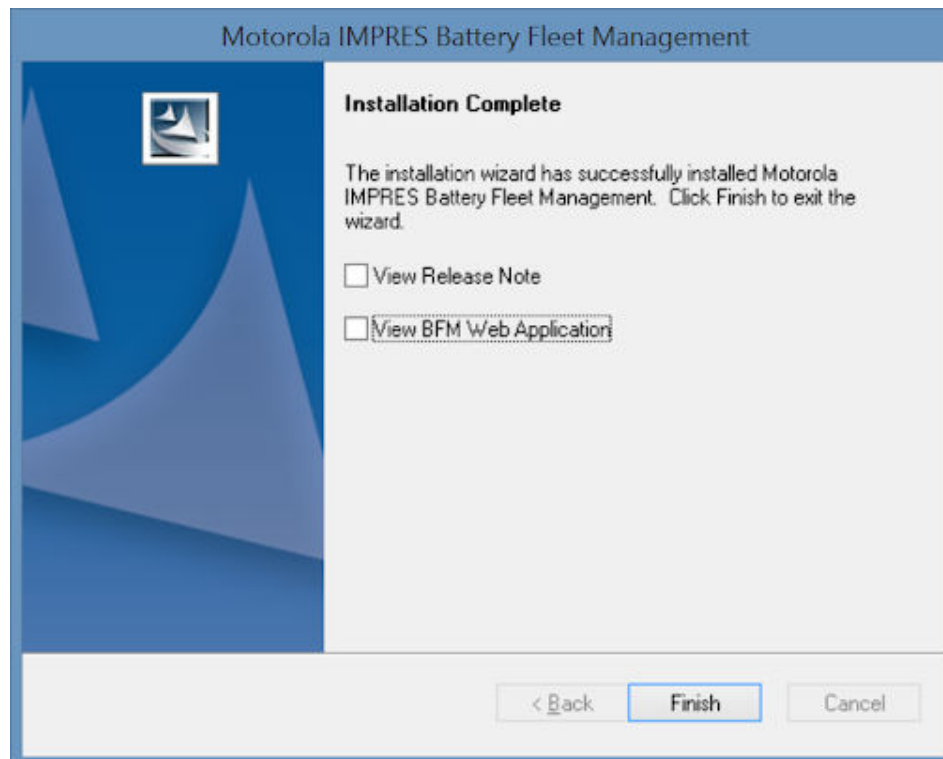 Motorola IMPRES Battery Fleet Management
Installation Complete
The installation wizard has successfully installed Motorola
IMPRES Battery Fleet Management. Click Finish to exit the
wizard.
View Release Note
View BFM Web Application
< Back
Finish
Cancel